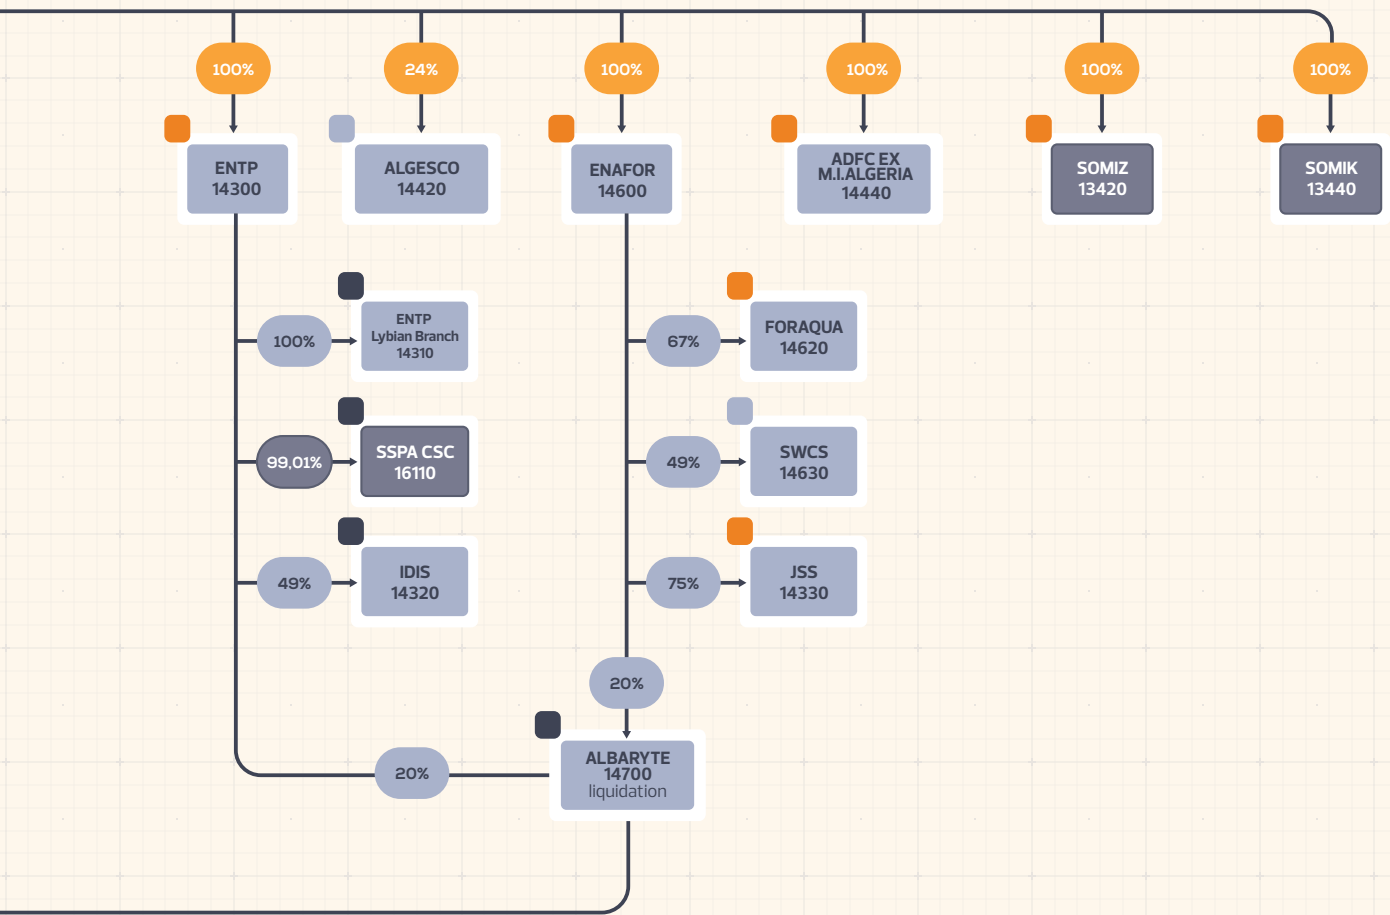 100%
24%
100%
100%
100%
100%
ENTP
14300
ALGESCO
14420
ENAFOR
14600
ADFC EX
M.I.ALGERIA
14440
SOMIZ
13420
SOMIK
13440
100%
ENTP
Lybian Branch
14310
67%
FORAQUA
14620
99,01%
SSPA CSC
16110
49%
SWCS
14630
49%
IDIS
14320
75%
JSS
14330
20%
20%
ALBARYTE
14700
liquidation